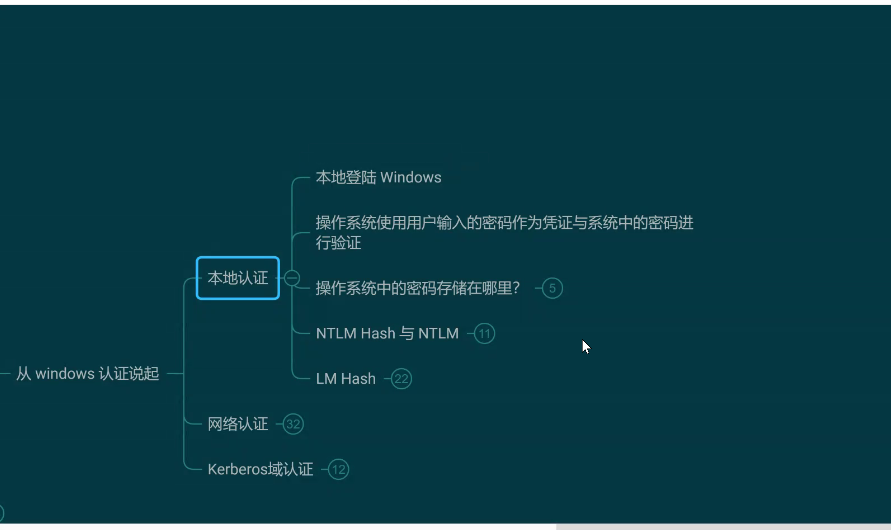 本地登陆 Windows
操作系统使用用户输入的密码作为凭证与系统中的密码进
行验证
本地认证
操作系统中的密码存储在哪里？ 5
NTLM Hash 与 NTLM 11
从 windows 认证说起
LM Hash 22
网络认证 32
Kerberos域认证 12